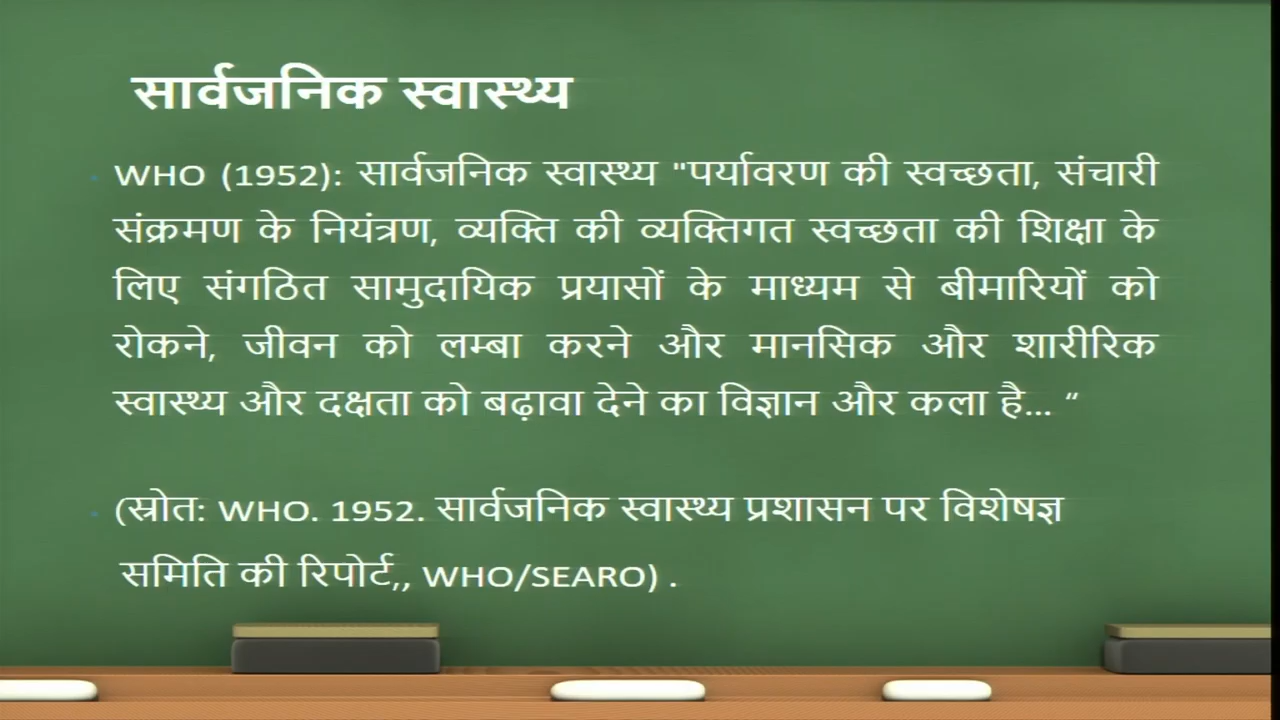 सार्वजनिक स्वास्थ्य
WHO (1952): सार्वजनिक स्वास्थ्य "पर्यावरण की स्वच्छता, संचारी
संक्रमण के नियंत्रण, व्यक्ति की व्यक्तिगत स्वच्छता की शिक्षा के
लिए संगठित सामुदायिक प्रयासों के माध्यम से बीमारियों को
रोकने, जीवन को लम्बा करने और मानसिक और शारीरिक
स्वास्थ्य और दक्षता को बढ़ावा देने का विज्ञान और कला है... “
(स्रोत: WHO. 1952. सार्वजनिक स्वास्थ्य प्रशासन पर विशेषज्ञ
समिति की रिपोर्ट,, WHO/SEARO) .